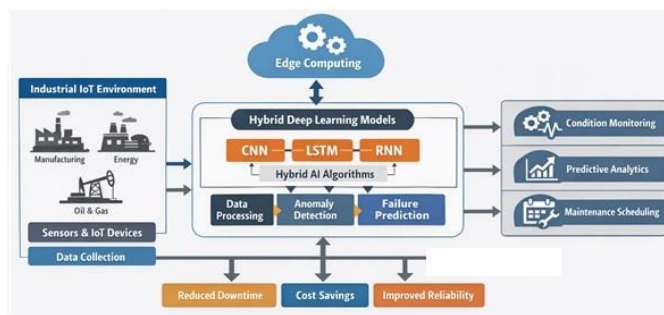 Edge Computing
Industrial IoT Environment
Manufacturing
Energy
Oil & Gas
Sensors & IoT Devices
Data Collection
Hybrid Deep Learning Models
CNN
LSTM
RNN
Hybrid AI Algorithms
Data
Processing
Anomaly
Detection
Failure
Prediction
Condition Monitoring
Predictive Analytics
Maintenance Scheduling
Reduced Downtime
Cost Savings
Improved Reliability